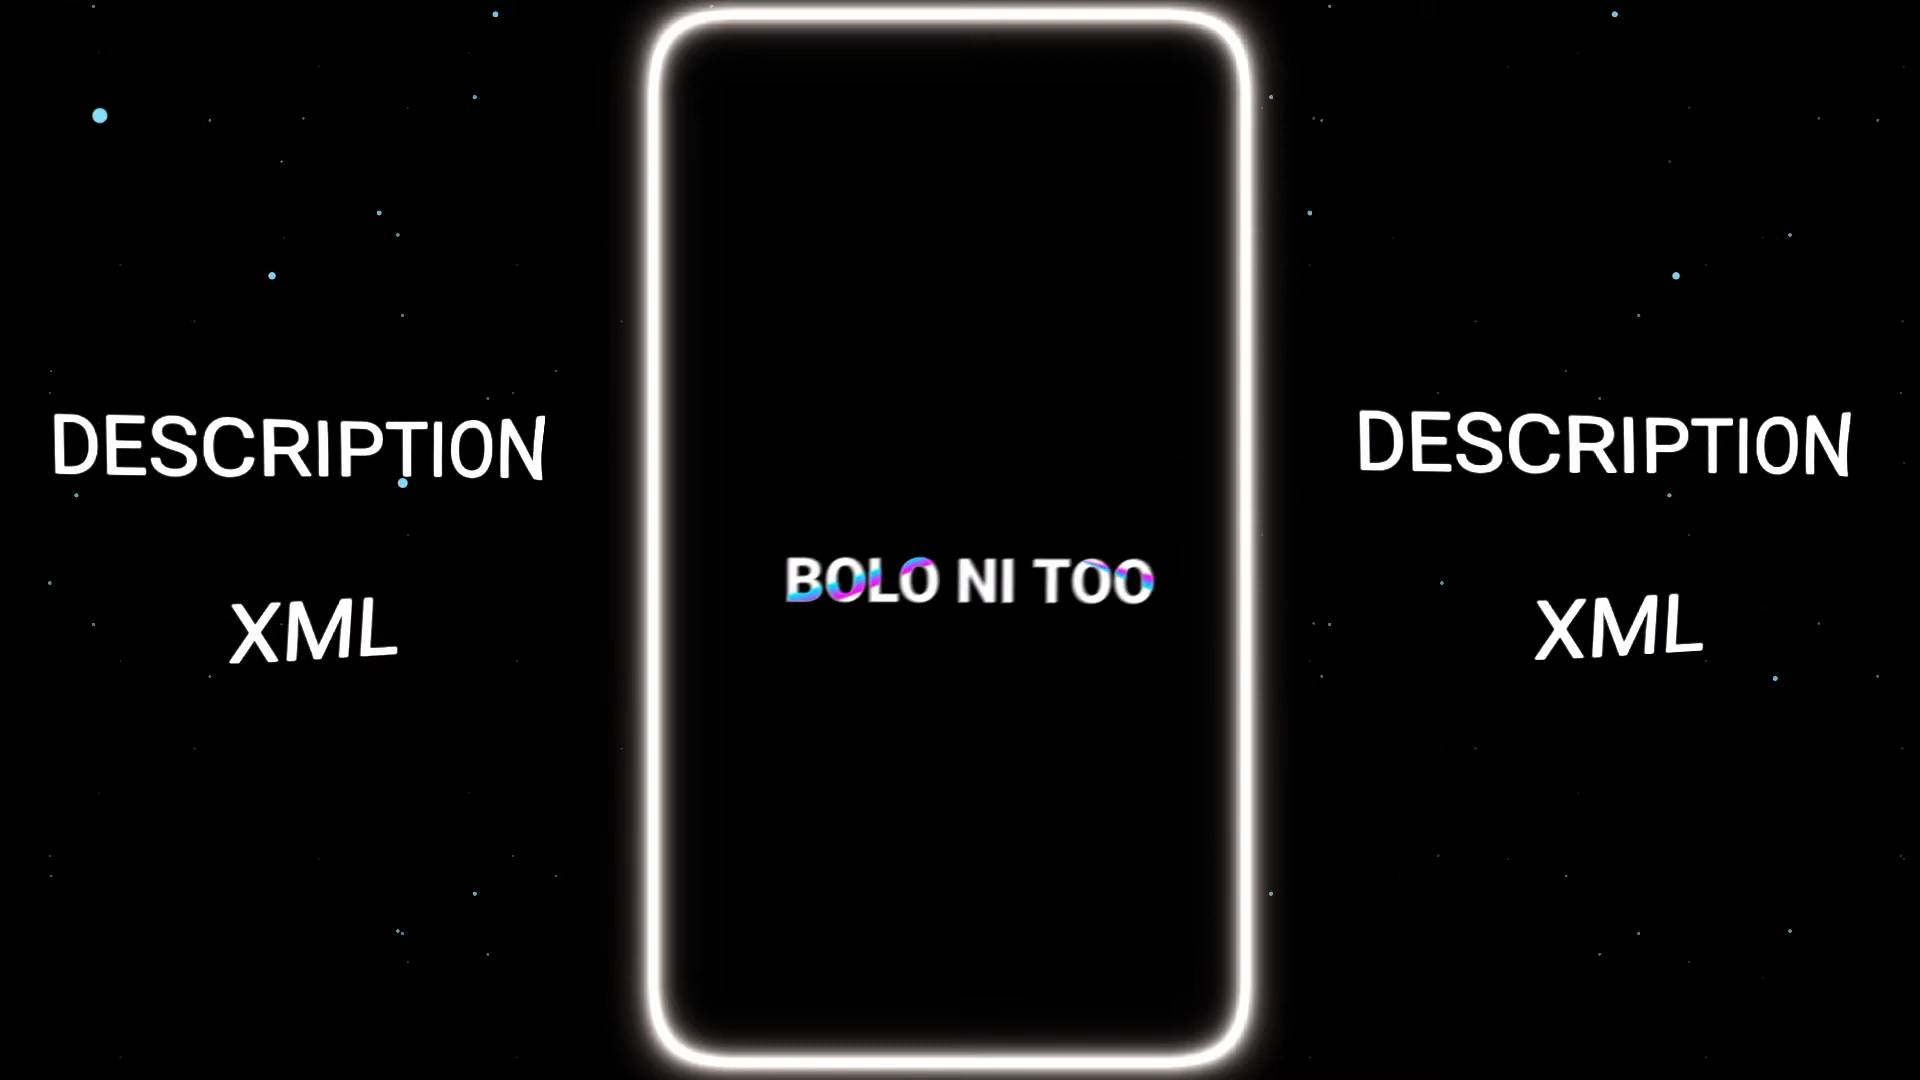 DESCRIPTION
XML
BOLO NI TOO
DESCRIPTION
XML